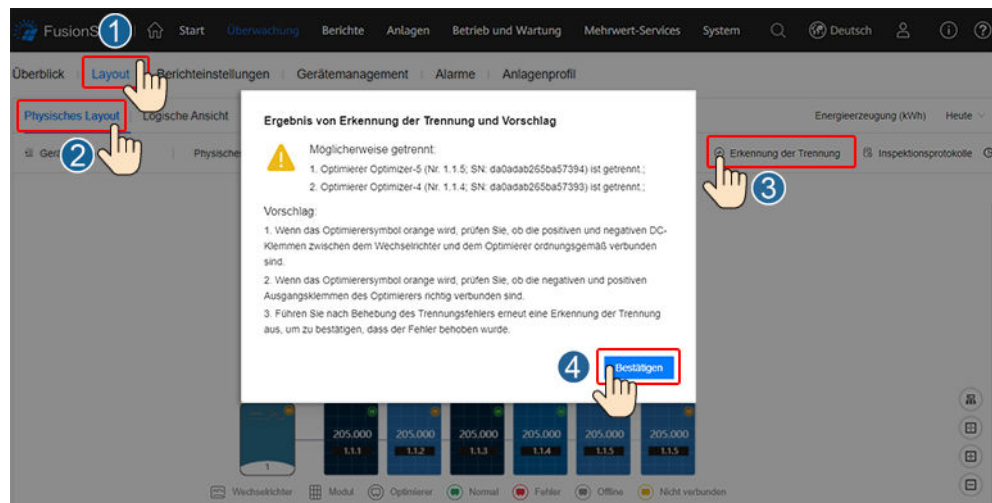 FusionS
1
Start
Überwachung
Berichte
Anlagen
Betrieb und Wartung
Mehrwert-Services
System
Deutsch
Überblick
Layout
Berichteinstellungen
Gerätemanagement
Alarme
Anlagenprofil
Physisches Layout
Logische Ansicht
Energieerzeugung (kWh)
Heute
2
Erkennung der Trennung
Inspektionsprotokolle
3
Ergebnis von Erkennung der Trennung und Vorschlag
Möglicherweise getrennt:
1. Optimierer Optimizer-5 (Nr. 1.1.5; SN: da0adab265ba57394) ist getrennt.;
2. Optimierer Optimizer-4 (Nr. 1.1.4; SN: da0adab265ba57393) ist getrennt.;
Vorschlag:
1. Wenn das Optimierersymbol orange wird, prüfen Sie, ob die positiven und negativen DC-
Klemmen zwischen dem Wechselrichter und dem Optimierer ordnungsgemäß verbunden
sind.
2. Wenn das Optimierersymbol orange wird, prüfen Sie, ob die negativen und positiven
Ausgangsklemmen des Optimierers richtig verbunden sind.
3. Führen Sie nach Behebung des Trennungsfehlers erneut eine Erkennung der Trennung
aus, um zu bestätigen, dass der Fehler behoben wurde.
4
Bestätigen
205.000 205.000 205.000 205.000 205.000 205.000
1.1.1 1.1.2 1.1.3 1.1.4 1.1.5 1.1.5
1
Wechselrichter
Modul
Optimierer
Normal
Fehler
Offline
Nicht verbunden